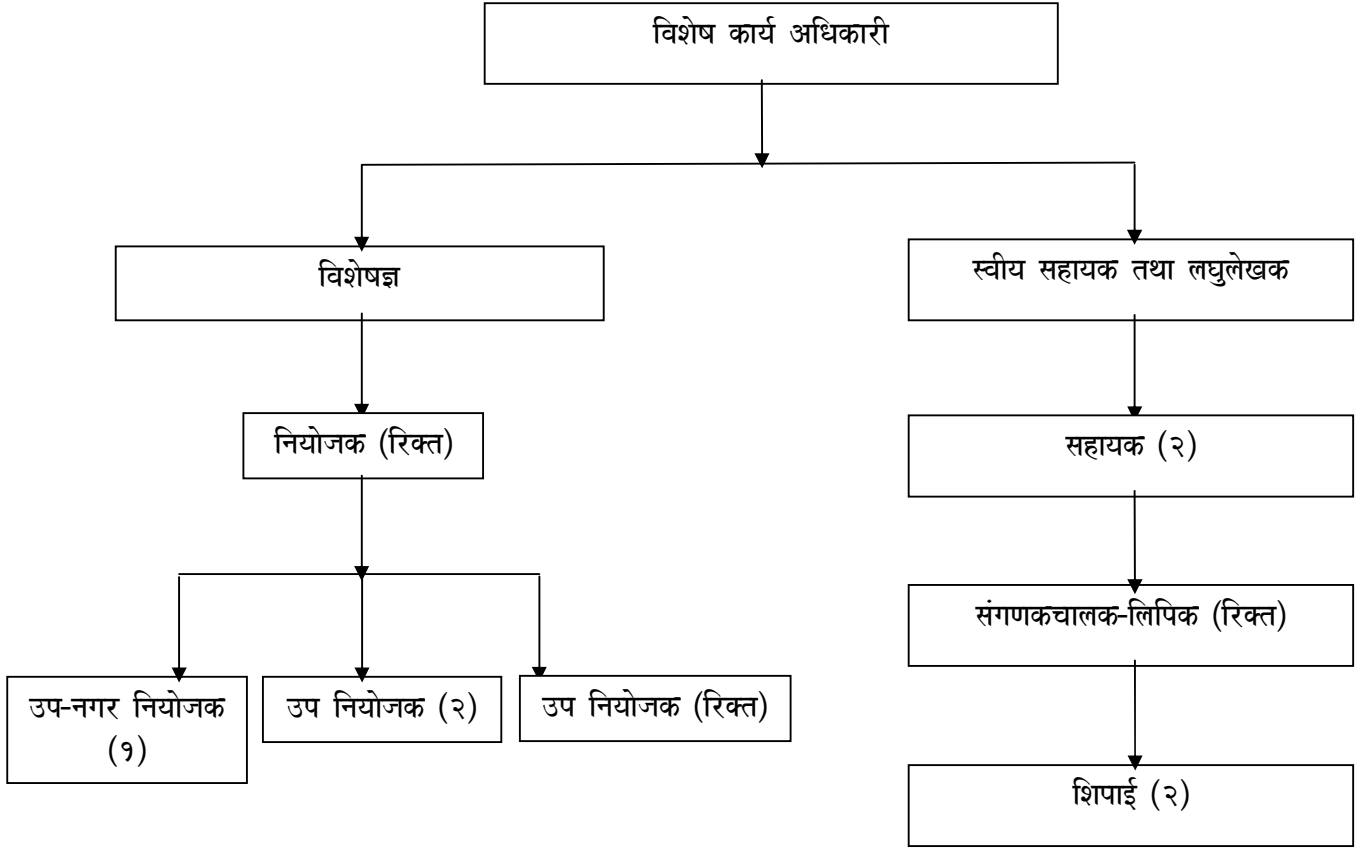 विशेष कार्य अधिकारी
विशेषज्ञ
स्वीय सहायक तथा लघुलेखक
नियोजक (रिक्त)
सहायक (२)
संगणकचालक-लिपिक (रिक्त)
उप-नगर नियोजक
(१)
उप नियोजक (२)
उप नियोजक (रिक्त)
शिपाई (२)